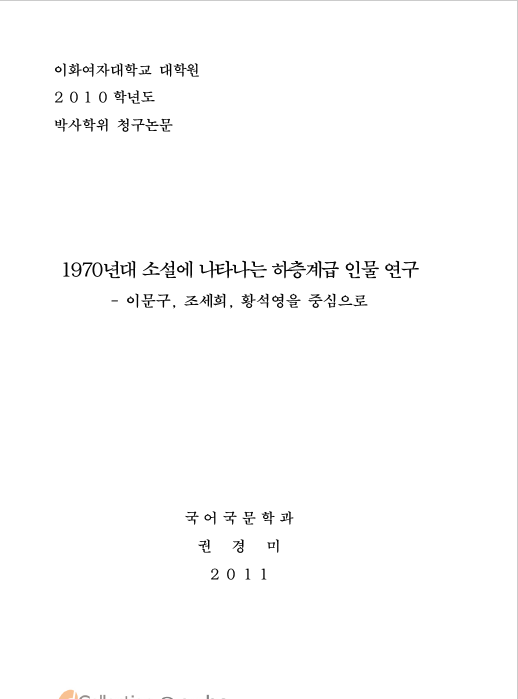 이화여자대학교 대학원
2010학년도
박사학위 청구논문
1970년대 소설에 나타나는 하층계급 인물 연구
- 이문구, 조세희, 황석영을 중심으로
국어국문학과
권 경 미
2011